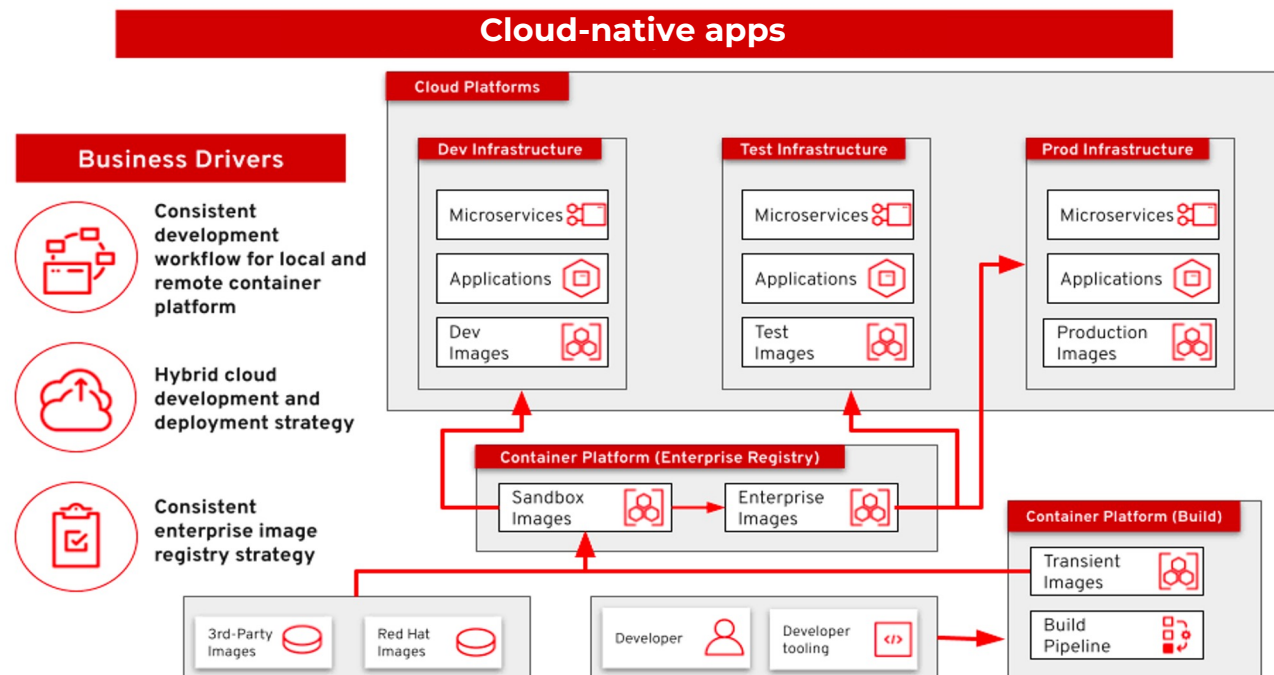 Cloud-native apps
Cloud Platforms
Business Drivers
Consistent
development
workflow for local and
remote container
platform
Hybrid cloud
development and
deployment strategy
Consistent
enterprise image
registry strategy
Dev Infrastructure
Microservices
Applications
Dev
Images
Test Infrastructure
Microservices
Applications
Test
Images
Prod Infrastructure
Microservices
Applications
Production
Images
Container Platform (Enterprise Registry)
Sandbox
Images
Enterprise
Images
Container Platform (Build)
Transient
Images
Build
Pipeline
3rd-Party
Images
Red Hat
Images
Developer
Developer
tooling
</>